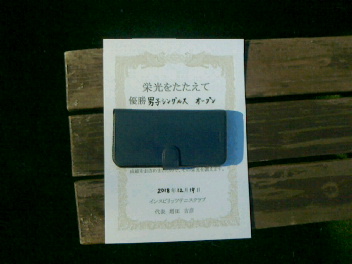 栄光をたたえて
優勝 男子シングルス オープン
2018年12月19日
インスピリッツテニスクラブ
代表